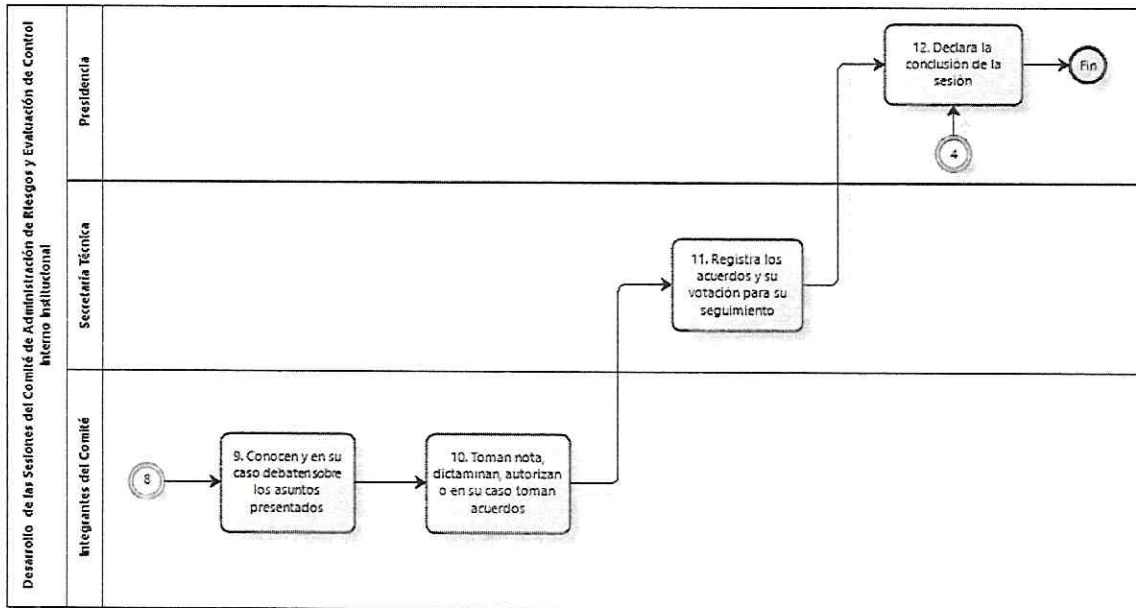 Desarrollo de las Sesiones del Comité de Administración de Riesgos y Evaluación de Control
Interno Institucional
Presidencia
12. Declara la
conclusión de la
sesión
Fin
4
Secretaría Técnica
11. Registra los
acuerdos y su
votación para su
seguimiento
Integrantes del Comité
8
9. Conocen y en su
caso debaten sobre
los asuntos
presentados
10. Toman nota,
dictaminan, autorizan
o en su caso toman
acuerdos